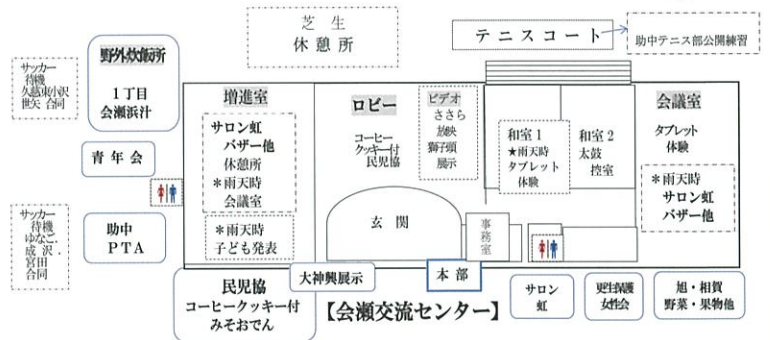 芝生
休憩所
テニスコート
助中テニス部公開練習
サッカー
待機
久慈東小沢
世矢 合同
野外炊飯所
1丁目
会瀬浜汁
青年会
サッカー
待機
ゆなご.
成沢.
宮田
合同
助中
PTA
増進室
サロン虹
バザー他
休憩所
*雨天時
会議室
*雨天時
子ども発表
ロビー
コーヒー
クッキー付
民児協
ビデオ
ささら
放映
獅子頭
展示
和室1
★雨天時
タブレット
体験
和室2
太鼓
控室
会議室
タブレット
体験
*雨天時
サロン虹
バザー他
玄関
事務室
民児協
コーヒークッキー付
みそおでん
大神輿展示
本部
【会瀬交流センター】
サロン
虹
更生保護
女性会
旭・相賀
野菜・果物他